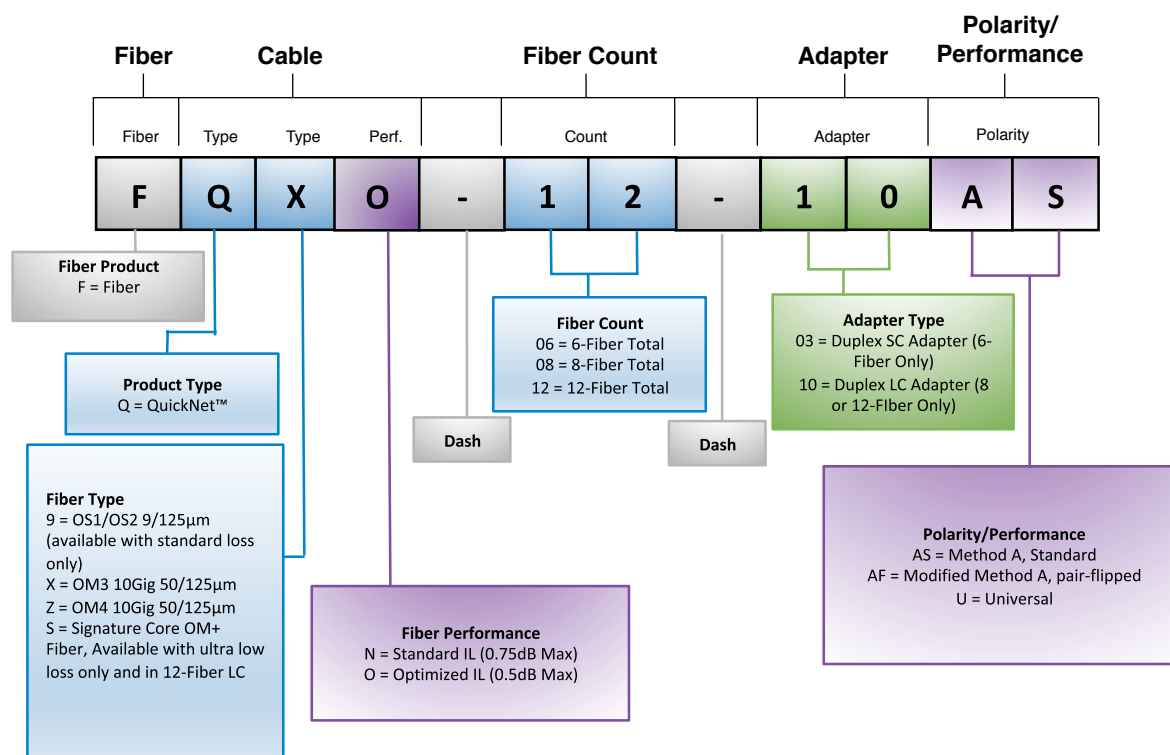 Fiber
Cable
Fiber Count
Adapter
Polarity/
Performance
Fiber
Type
Type
Perf.
Count
Adapter
Polarity
F Q X O - 1 2 - 1 0 A S
Fiber Product
F = Fiber
Product Type
Q = QuickNet™
Fiber Type
9 = OS1/OS2 9/125µm
(available with standard loss
only)
X = OM3 10Gig 50/125µm
Z = OM4 10Gig 50/125µm
S = Signature Core OM+
Fiber, Available with ultra low
loss only and in 12-Fiber LC
Fiber Performance
N = Standard IL (0.75dB Max)
O = Optimized IL (0.5dB Max)
Dash
Fiber Count
06 = 6-Fiber Total
08 = 8-Fiber Total
12 = 12-Fiber Total
Dash
Adapter Type
03 = Duplex SC Adapter (6-
Fiber Only)
10 = Duplex LC Adapter (8
or 12-FIber Only)
Polarity/Performance
AS = Method A, Standard
AF = Modified Method A, pair-flipped
U = Universal